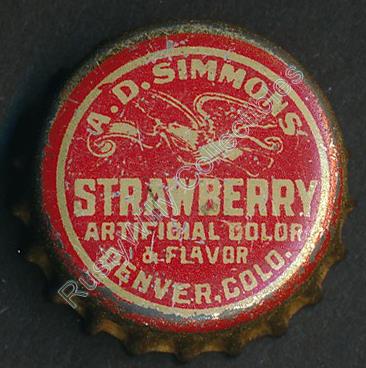 A.D. SIMMONS
STRAWBERRY
ARTIFICIAL COLOR
& FLAVOR
DENVER, COLO.